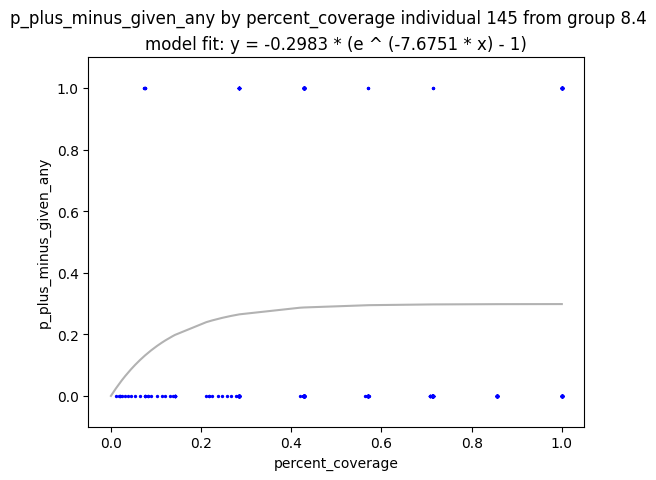 p_plus_minus_given_any by percent_coverage individual 145 from group 8.4
model fit: y = -0.2983 * (e ^ (-7.6751 * x) - 1)
1.0
0.8
0.6
0.4
0.2
0.0
p_plus_minus_given_any
0.0 0.2 0.4 0.6 0.8 1.0
percent_coverage